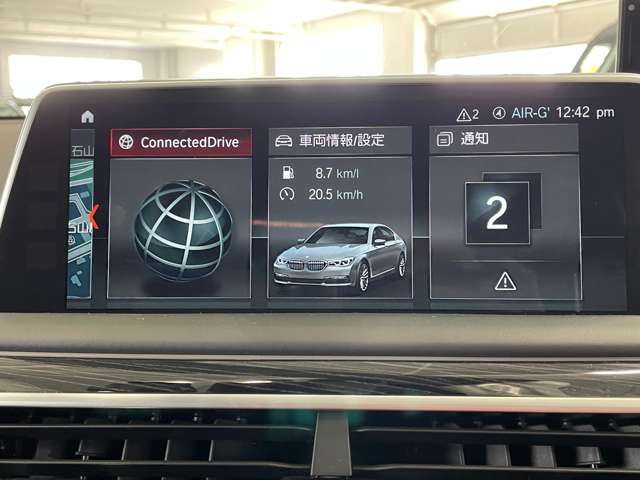 2 AIR-G' 12:42 pm
石山
ConnectedDrive
車両情報/設定
通知
8.7 km/l
20.5 km/h
2